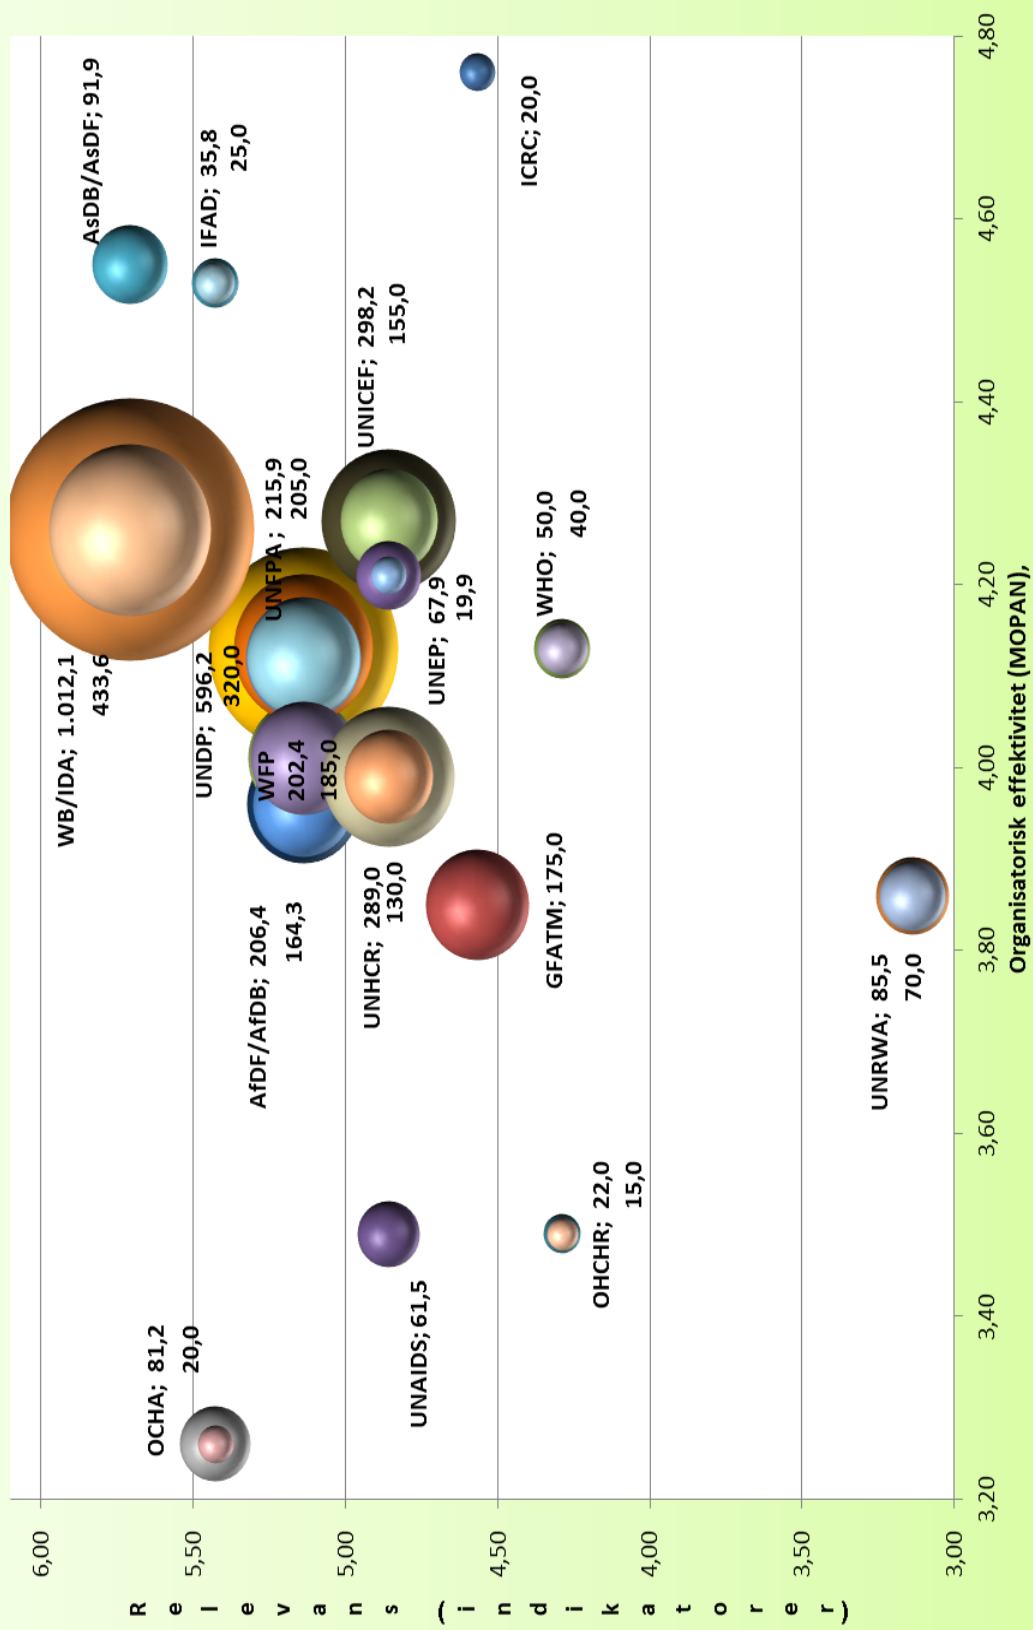 6,00
5,50
5,00
4,50
4,00
3,50
3,00
Relevans (indikatorer)
OCHA; 81,2
20,0
WB/IDA; 1.012,1
433,6
AsDB/AsDF; 91,9
IFAD; 35,8
25,0
UNDP; 596,2
320,0
UNFPA; 215,9
205,0
WFP
202,4
185,0
AfDF/AfDB; 206,4
164,3
UNICEF; 298,2
155,0
UNHCR; 289,0
130,0
UNEP; 67,9
19,9
UNAIDS; 61,5
GFATM; 175,0
WHO; 50,0
40,0
ICRC; 20,0
OHCHR; 22,0
15,0
UNRWA; 85,5
70,0
3,20
3,40
3,60
3,80
4,00
4,20
4,40
4,60
4,80
Organisatorisk effektivitet (MOPAN),